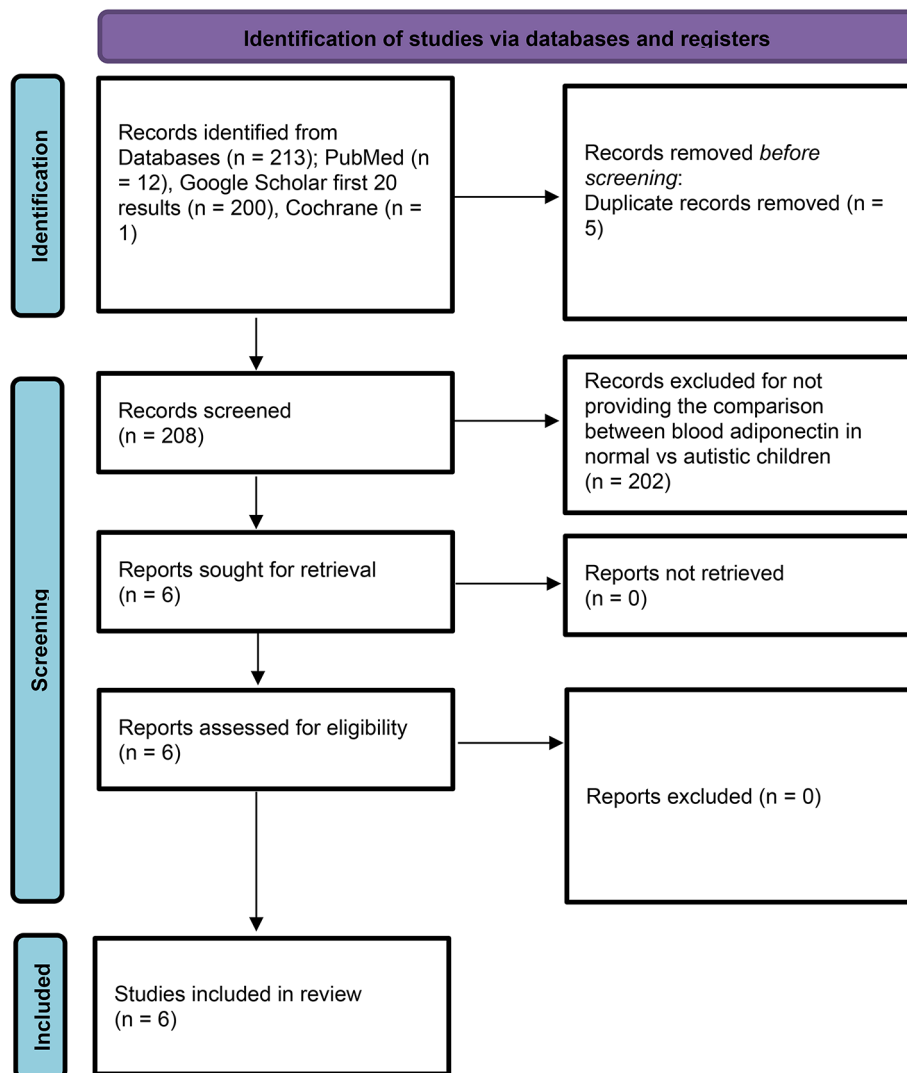 Identification of studies via databases and registers
Identification
Records identified from
Databases (n = 213); PubMed (n
= 12), Google Scholar first 20
results (n = 200), Cochrane (n =
1)
Records removed before
screening:
Duplicate records removed (n =
5)
Screening
Records screened
(n = 208)
Records excluded for not
providing the comparison
between blood adiponectin in
normal vs autistic children
(n = 202)
Reports sought for retrieval
(n = 6)
Reports not retrieved
(n = 0)
Reports assessed for eligibility
(n = 6)
Reports excluded (n = 0)
Included
Studies included in review
(n = 6)